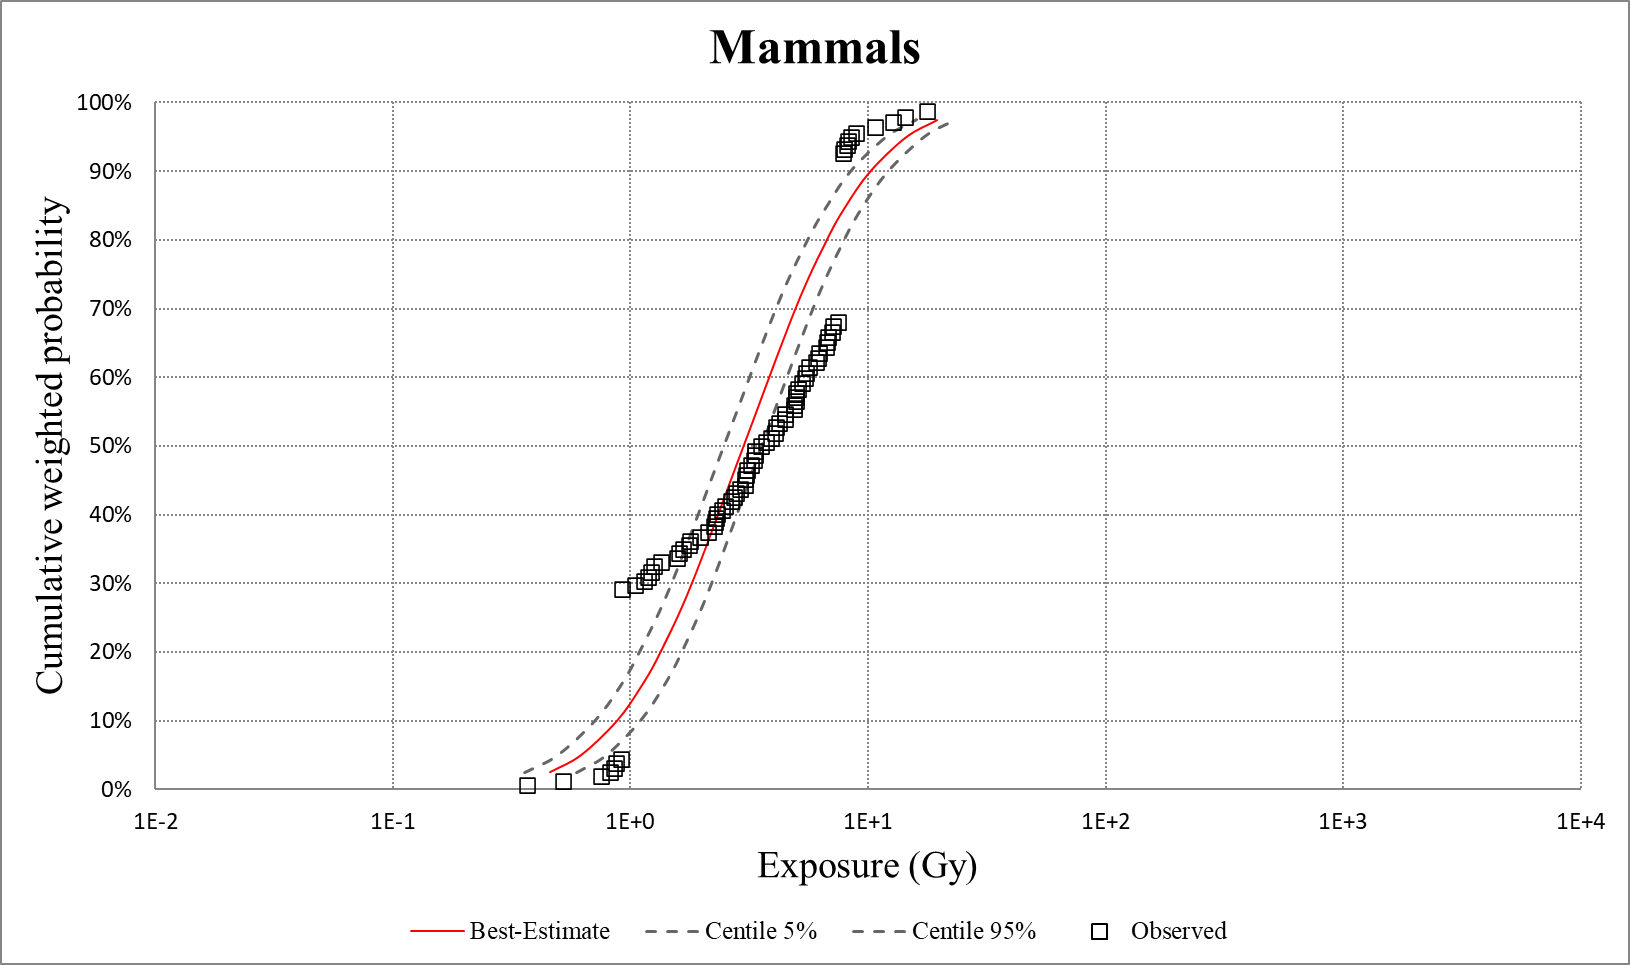 Mammals
Cumulative weighted probability
100%
90%
80%
70%
60%
50%
40%
30%
20%
10%
0%
1E-2 1E-1 1E+0 1E+1 1E+2 1E+3 1E+4
Exposure (Gy)
Best-Estimate Centile 5% Centile 95% Observed